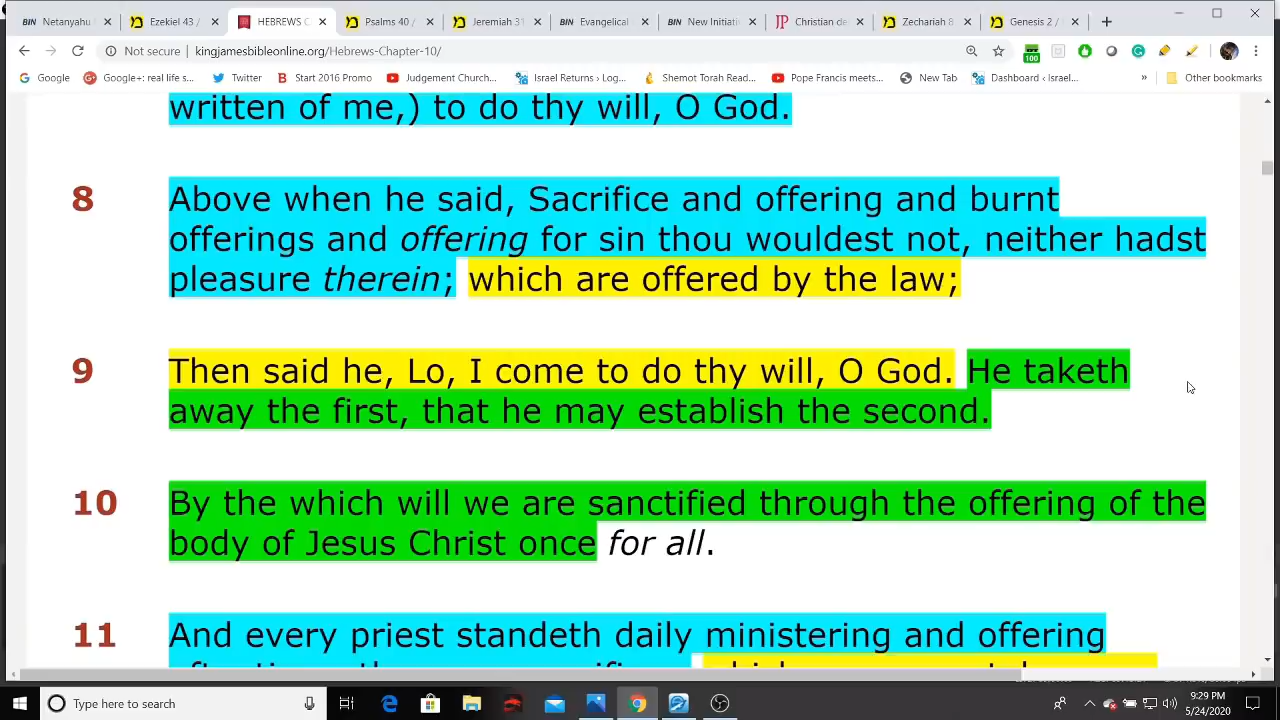 Netanyahu
Ezekiel 43 /
HEBREWS C
Psalms 40 /
Jeremiah 31
Evangelical
New Initiati
Christian de
Zechariah 8
Genesis 2 /
Not secure | kingjamesbibleonline.org/Hebrews-Chapter-10/
100
Google
Google+: real life s...
Twitter
Start 2016 Promo
Judgement Church...
Israel Returns > Log...
Shemot Torah Read...
Pope Francis meets...
New Tab
Dashboard ‹ Israel...
» Other bookmarks
written of me,) to do thy will, O God.
8 Above when he said, Sacrifice and offering and burnt
offerings and offering for sin thou wouldest not, neither hadst
pleasure therein; which are offered by the law;
9 Then said he, Lo, I come to do thy will, O God. He taketh
away the first, that he may establish the second.
10 By the which will we are sanctified through the offering of the
body of Jesus Christ once for all.
11 And every priest standeth daily ministering and offering
Type here to search
9:29 PM
5/24/2020